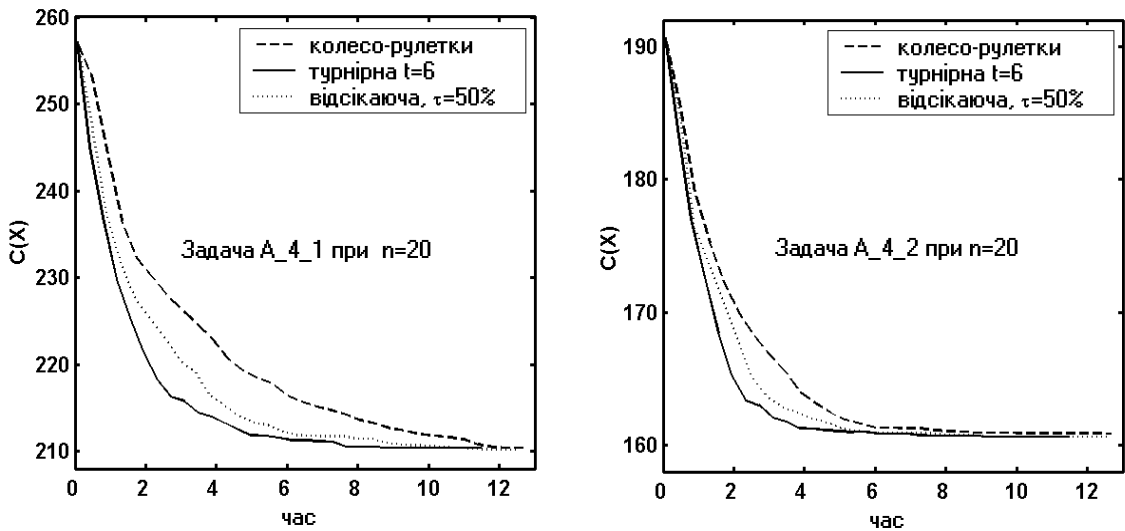 260
250
240
230
220
210
C(X)
0 2 4 6 8 10 12
час
колесо-рулетки
турнірна t=6
відсікаюча, τ=50%
Задача A_4_1 при n=20
190
180
170
160
C(X)
0 2 4 6 8 10 12
час
колесо-рулетки
турнірна t=6
відсікаюча, τ=50%
Задача A_4_2 при n=20